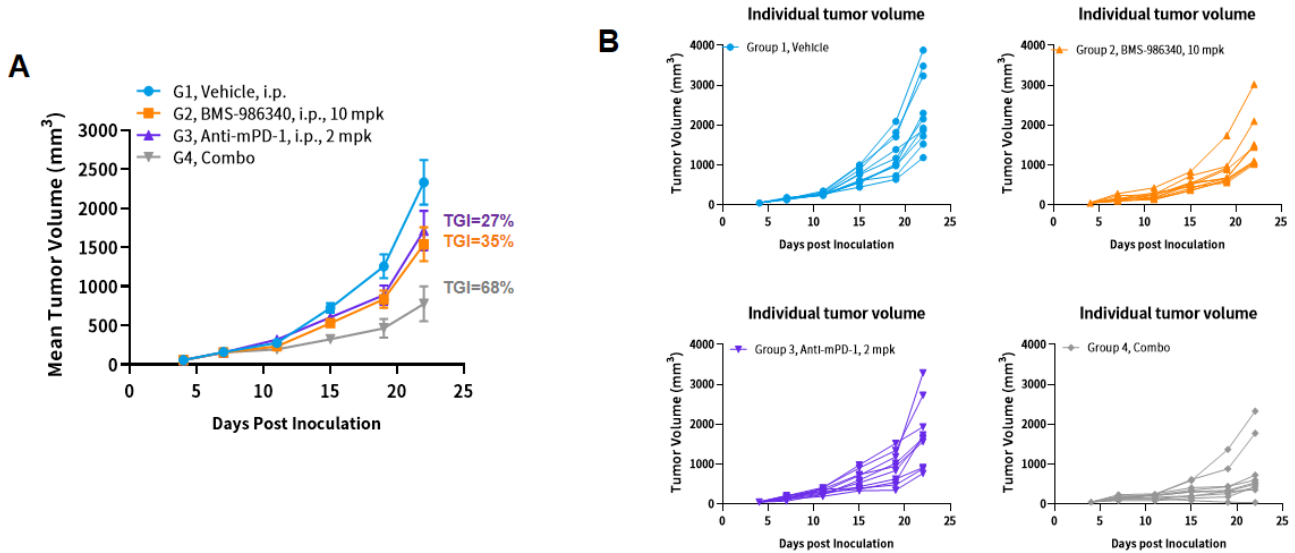 A
G1, Vehicle, i.p.
G2, BMS-986340, i.p., 10 mpk
G3, Anti-mPD-1, i.p., 2 mpk
G4, Combo
Mean Tumor Volume (mm³)
3000
2500
2000
1500
1000
500
0
0 5 10 15 20 25
Days Post Inoculation
TGI=27%
TGI=35%
TGI=68%
B
Individual tumor volume
Group 1, Vehicle
Tumor Volume (mm³)
4000
3000
2000
1000
0
0 5 10 15 20 25
Days post Inoculation
Individual tumor volume
Group 2, BMS-986340, 10 mpk
Tumor Volume (mm³)
4000
3000
2000
1000
0
0 5 10 15 20 25
Days post Inoculation
Individual tumor volume
Group 3, Anti-mPD-1, 2 mpk
Tumor Volume (mm³)
4000
3000
2000
1000
0
0 5 10 15 20 25
Days post Inoculation
Individual tumor volume
Group 4, Combo
Tumor Volume (mm³)
4000
3000
2000
1000
0
0 5 10 15 20 25
Days post Inoculation